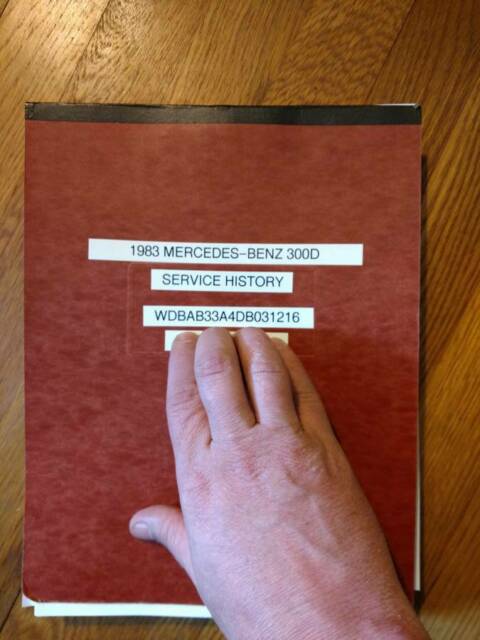 1983 MERCEDES-BENZ 300D
SERVICE HISTORY
WDBAB33A4DB031216